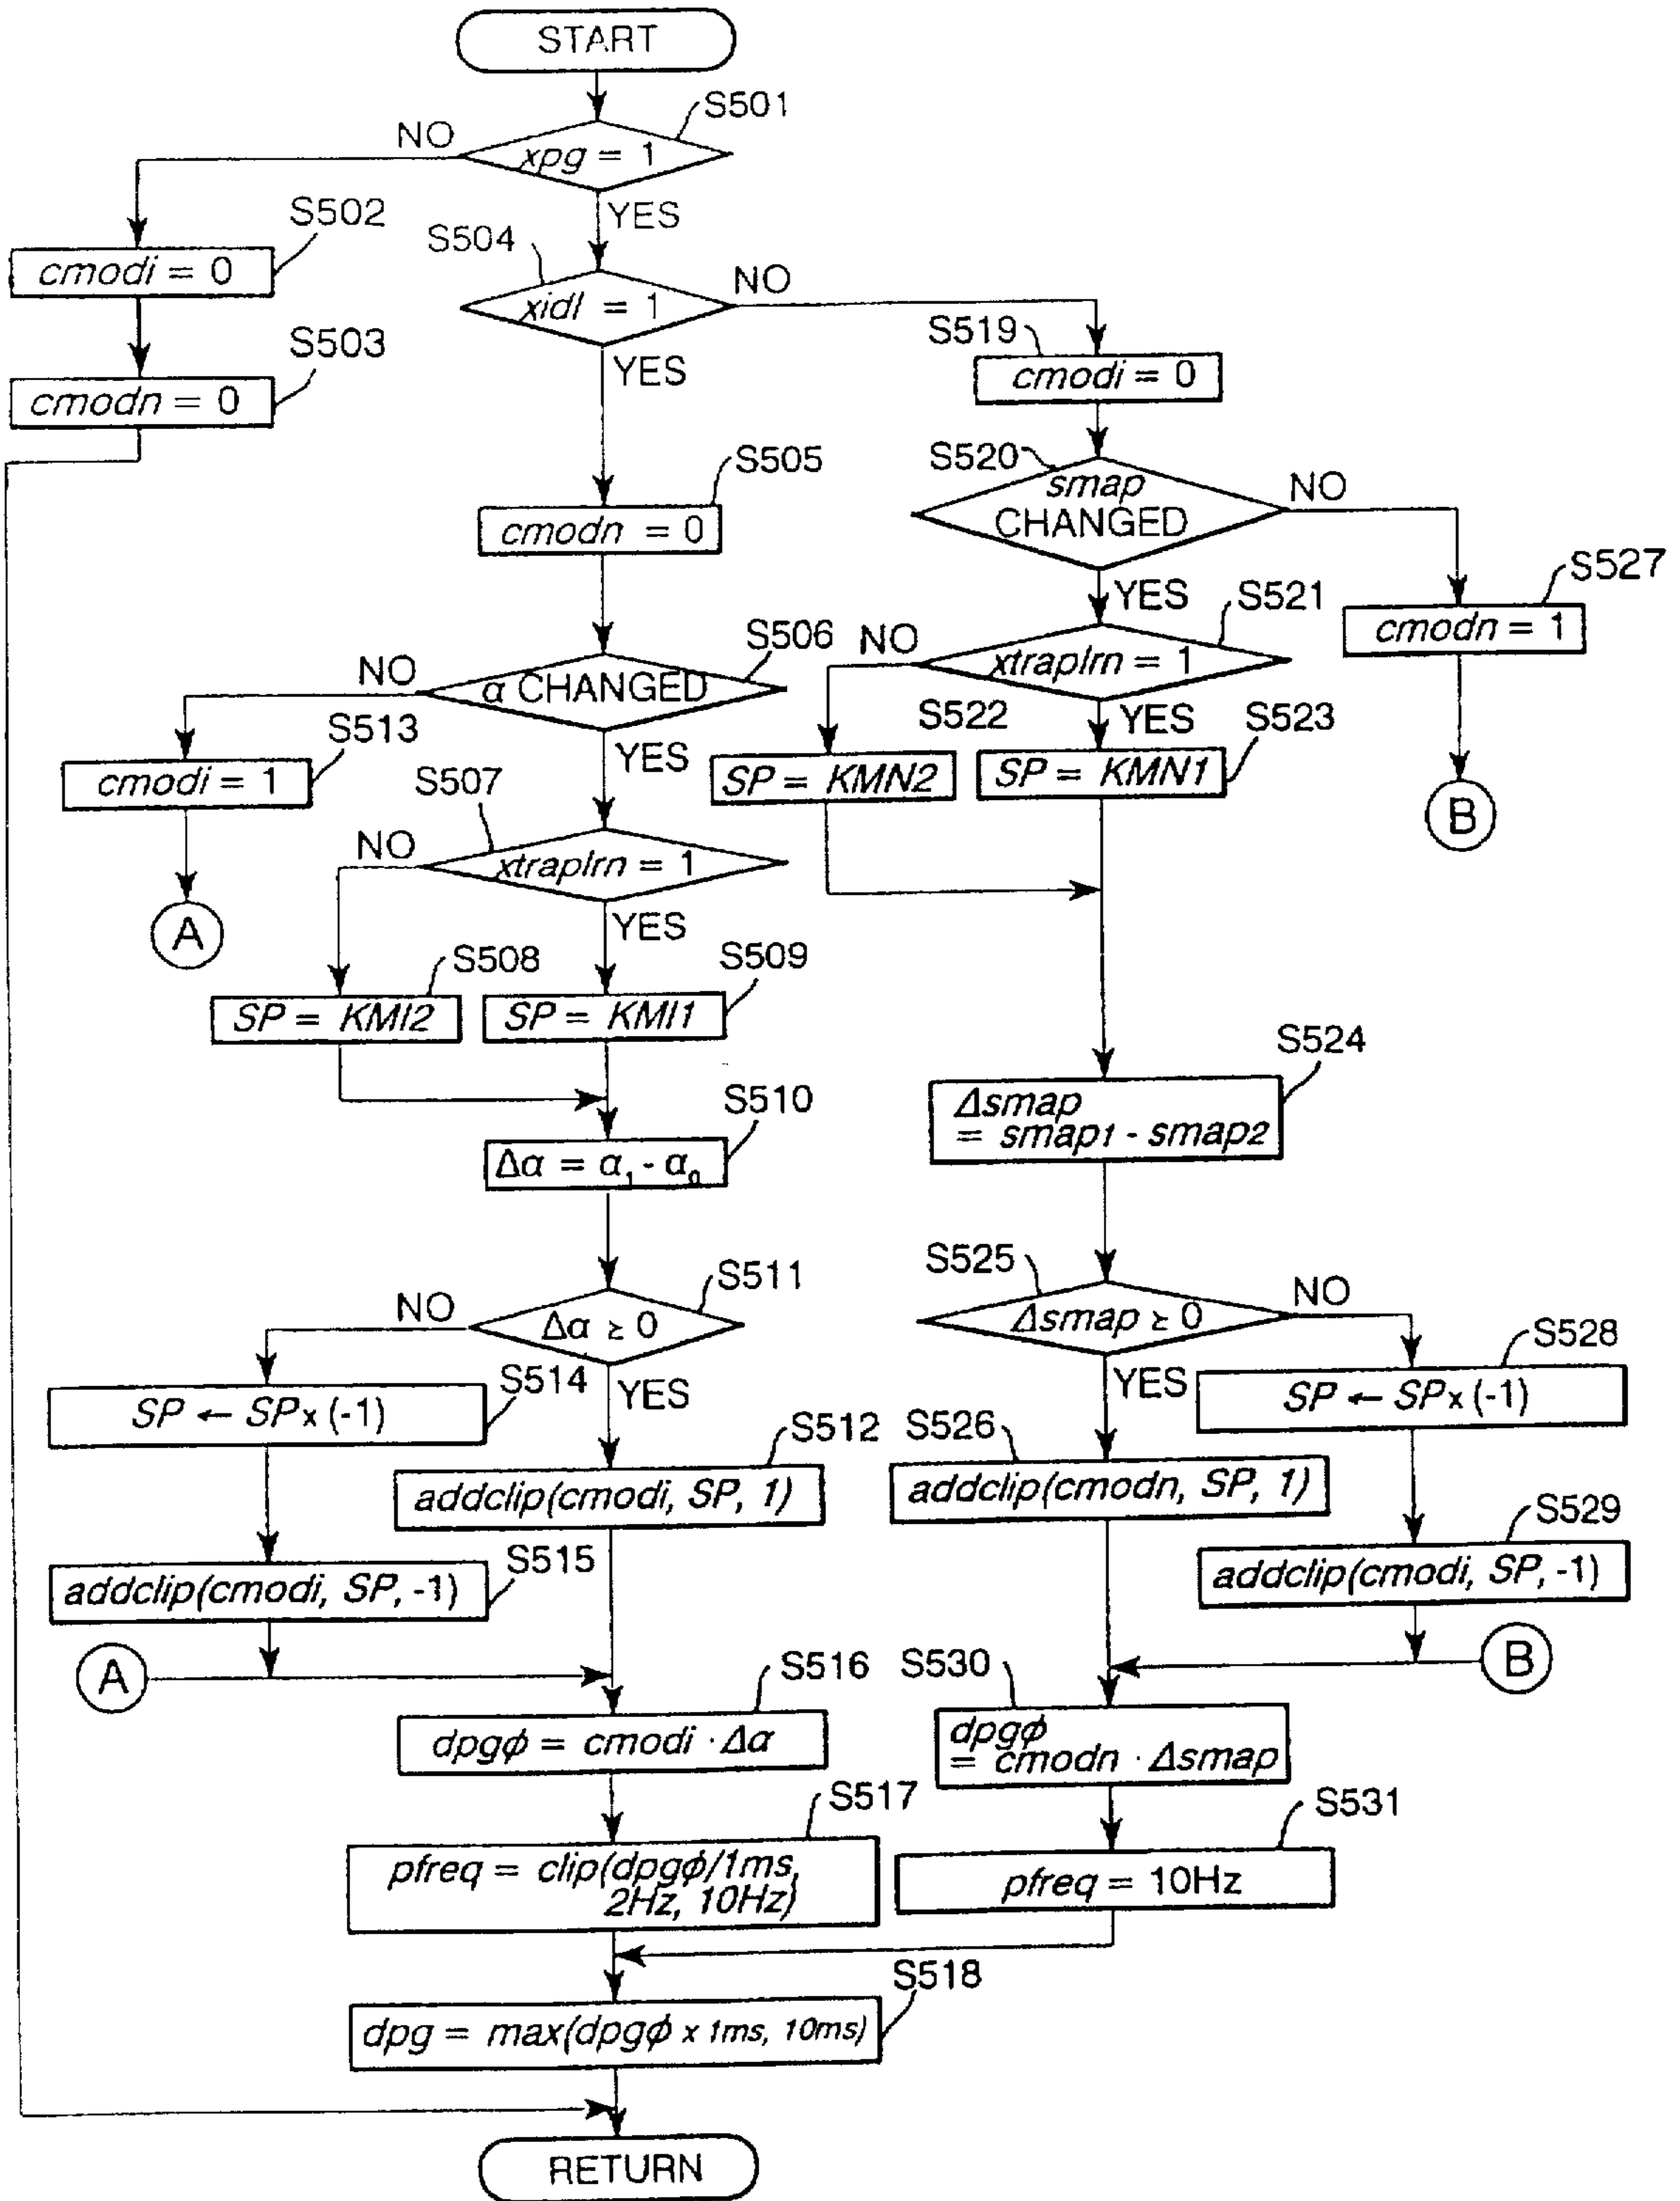 START
S501
NO
xpg = 1
YES
S502
cmodi = 0
S503
cmodn = 0
S504
NO
xidl = 1
YES
S519
cmodi = 0
S505
cmodn = 0
S520
smap
CHANGED
NO
YES
S527
cmodn = 1
B
S521
NO
xtraplrn = 1
YES
S522
SP = KMN2
S523
SP = KMN1
S506
NO
α CHANGED
YES
S513
cmodi = 1
A
S507
NO
xtraplrn = 1
YES
S508
SP = KMI2
S509
SP = KMI1
S510
Δα = α₁ - α₀
S524
Δsmap
= smap1 - smap2
S511
NO
Δα ≥ 0
YES
S525
NO
Δsmap ≥ 0
YES
S514
SP ← SP x (-1)
S528
SP ← SP x (-1)
S512
addclip(cmodi, SP, 1)
S526
addclip(cmodn, SP, 1)
S515
addclip(cmodi, SP, -1)
S529
addclip(cmodi, SP, -1)
A
B
S516
dpgϕ = cmodi · Δα
S530
dpgϕ
= cmodn · Δsmap
S517
pfreq = clip(dpgϕ/1ms,
2Hz, 10Hz)
S531
pfreq = 10Hz
S518
dpg = max(dpgϕ x 1ms, 10ms)
RETURN